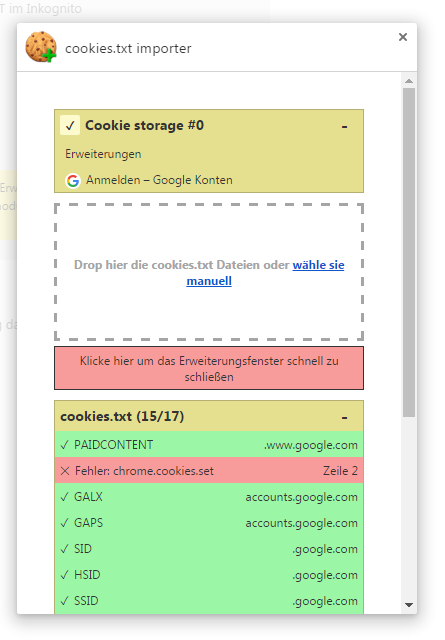 T im Inkognito
cookies.txt importer
Cookie storage #0
Erweiterungen
Anmelden – Google Konten
Drop hier die cookies.txt Dateien oder wähle sie
manuell
Klicke hier um das Erweiterungsfenster schnell zu
schließen
cookies.txt (15/17)
PAIDCONTENT .www.google.com
Fehler: chrome.cookies.set Zeile 2
GALX accounts.google.com
GAPS accounts.google.com
SID .google.com
HSID .google.com
SSID .google.com